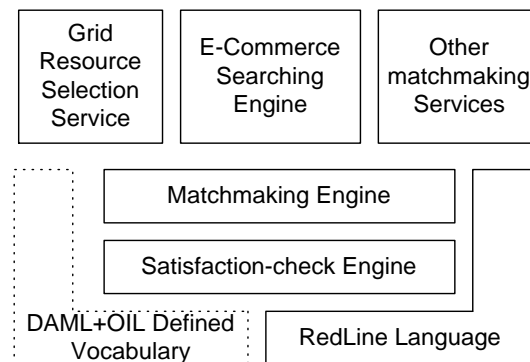 Grid
Resource
Selection
Service
E-Commerce
Searching
Engine
Other
matchmaking
Services
Matchmaking Engine
Satisfaction-check Engine
DAML+OIL Defined
Vocabulary
RedLine Language